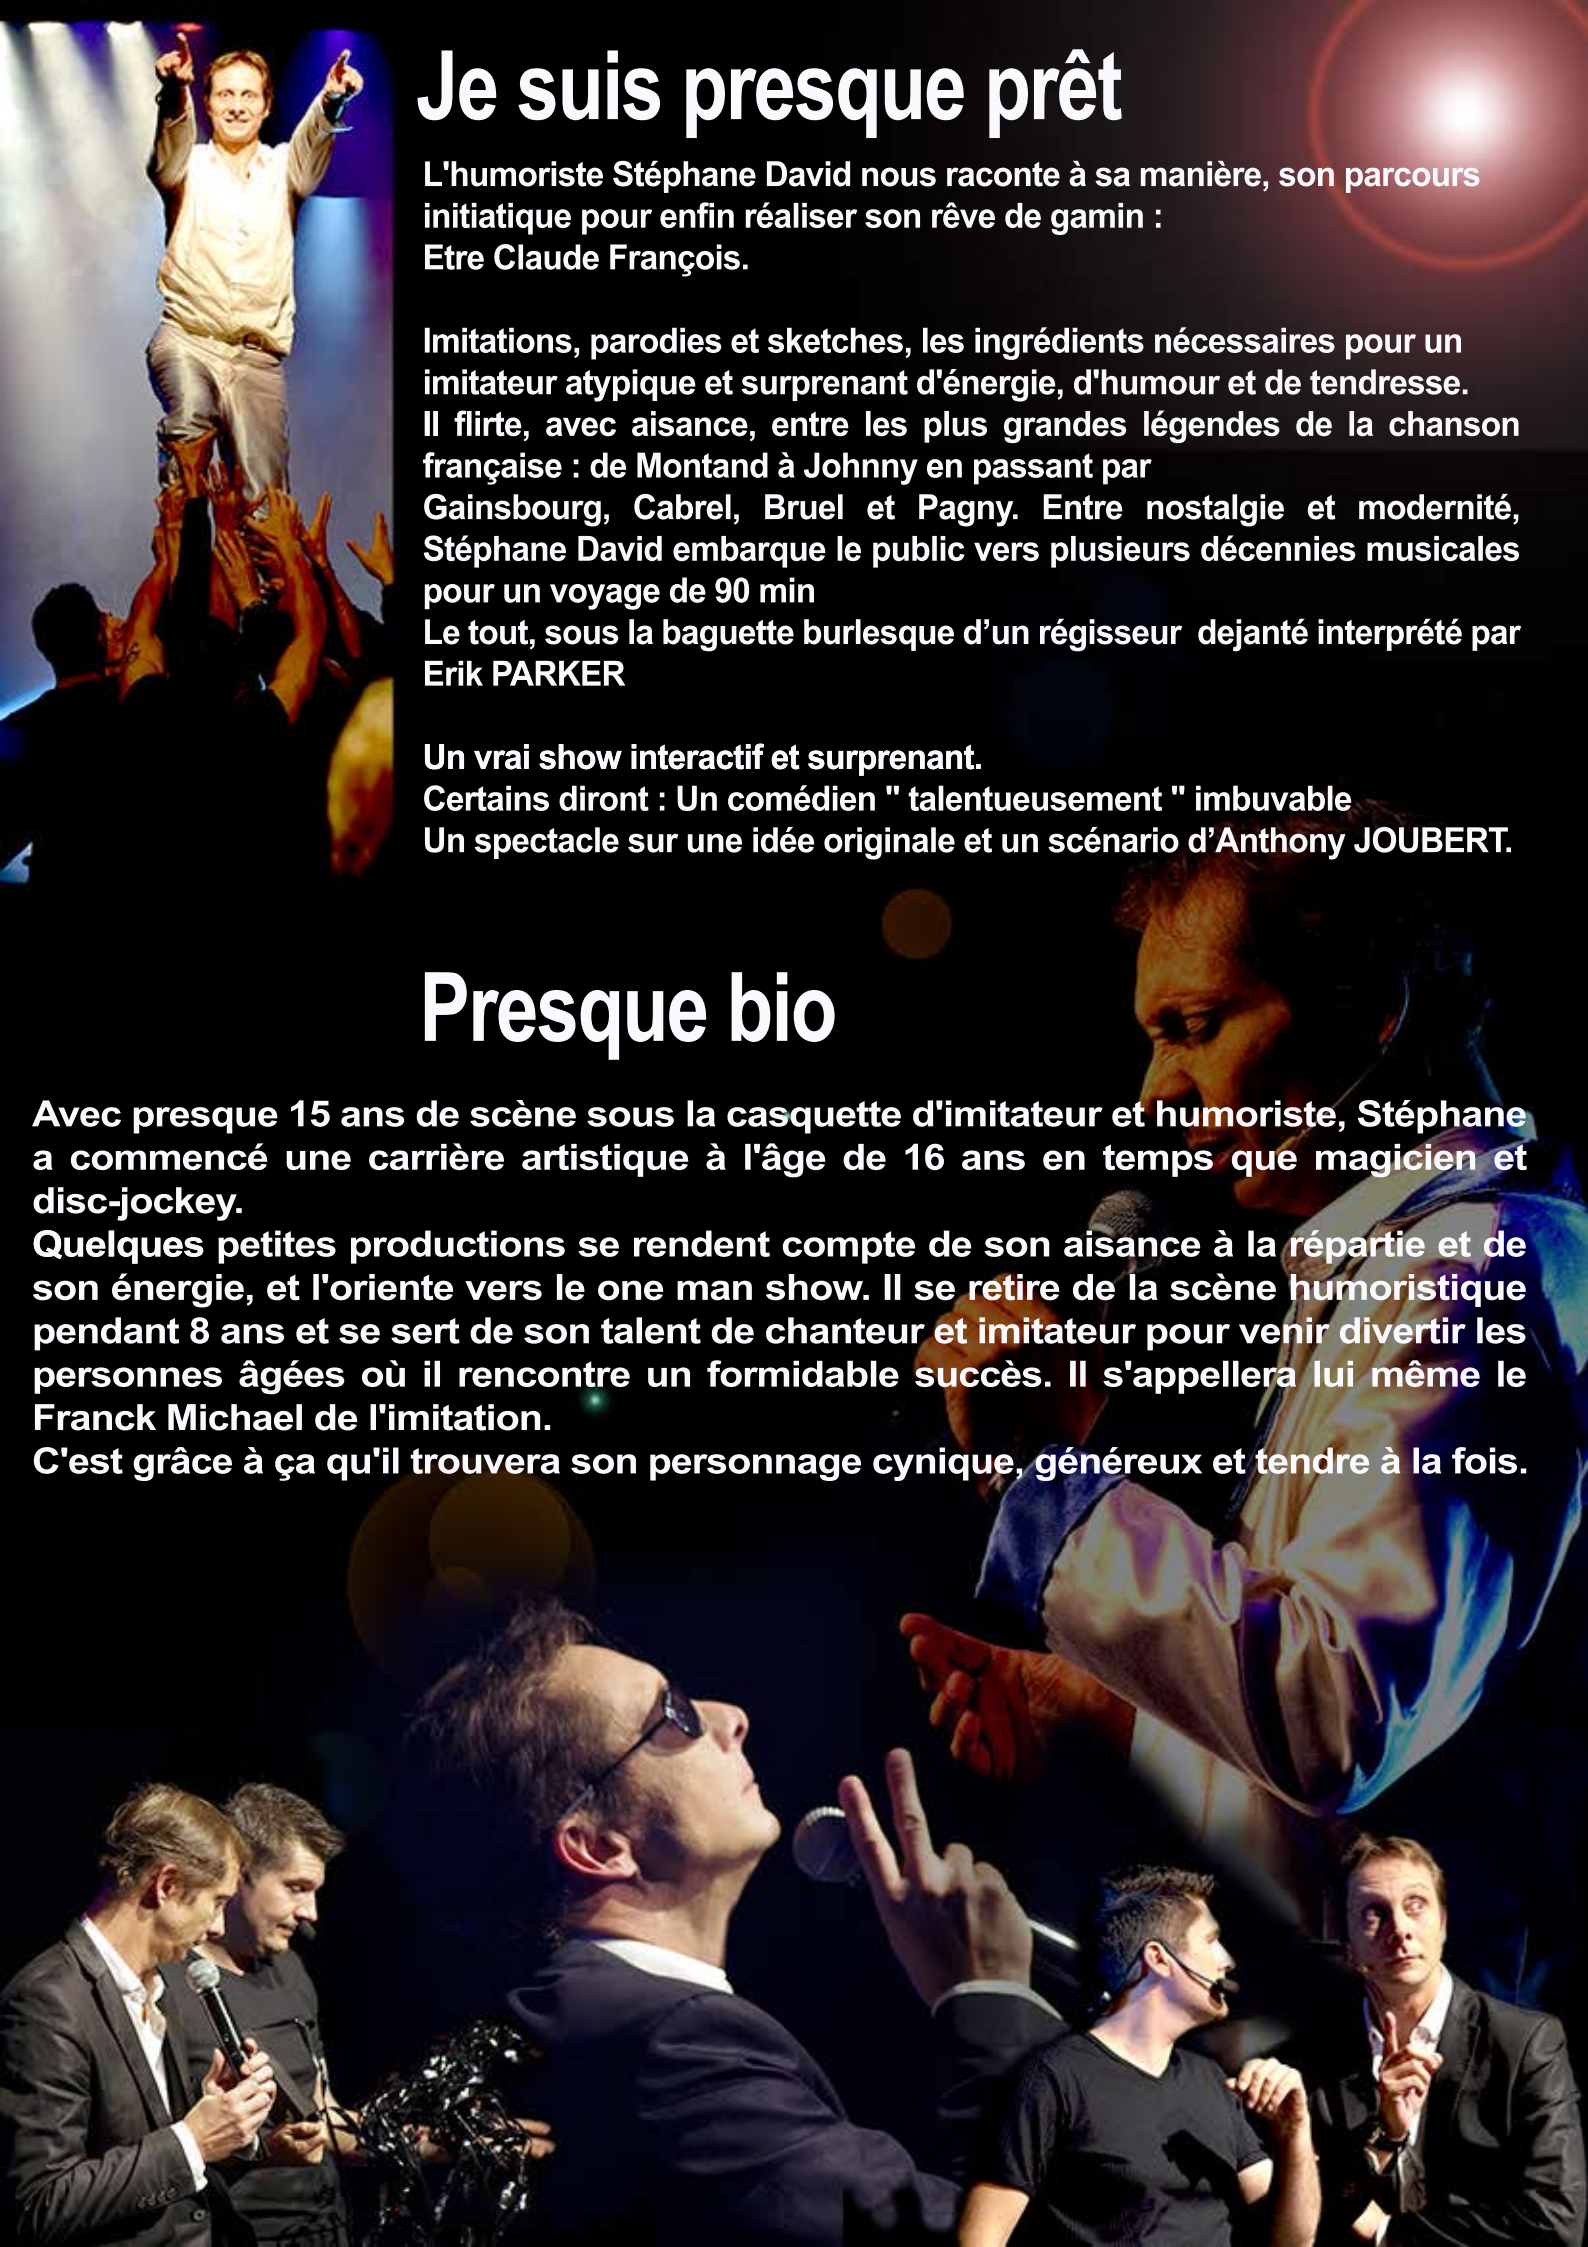 Je suis presque prêt
L'humoriste Stéphane David nous raconte à sa manière, son parcours
initiatique pour enfin réaliser son rêve de gamin :
Etre Claude François.
Imitations, parodies et sketches, les ingrédients nécessaires pour un
imitateur atypique et surprenant d'énergie, d'humour et de tendresse.
Il flirte, avec aisance, entre les plus grandes légendes de la chanson
française : de Montand à Johnny en passant par
Gainsbourg, Cabrel, Bruel et Pagny. Entre nostalgie et modernité,
Stéphane David embarque le public vers plusieurs décennies musicales
pour un voyage de 90 min
Le tout, sous la baguette burlesque d’un régisseur  dejanté interprété par
Erik PARKER
Un vrai show interactif et surprenant.
Certains diront : Un comédien " talentueusement " imbuvable
Un spectacle sur une idée originale et un scénario d’Anthony JOUBERT.
Presque bio
Avec presque 15 ans de scène sous la casquette d'imitateur et humoriste, Stéphane
a commencé une carrière artistique à l'âge de 16 ans en temps que magicien et
disc-jockey.
Quelques petites productions se rendent compte de son aisance à la répartie et de
son énergie, et l'oriente vers le one man show. Il se retire de la scène humoristique
pendant 8 ans et se sert de son talent de chanteur et imitateur pour venir divertir les
personnes âgées où il rencontre un formidable succès. Il s'appellera lui même le
Franck Michael de l'imitation.
C'est grâce à ça qu'il trouvera son personnage cynique, généreux et tendre à la fois.